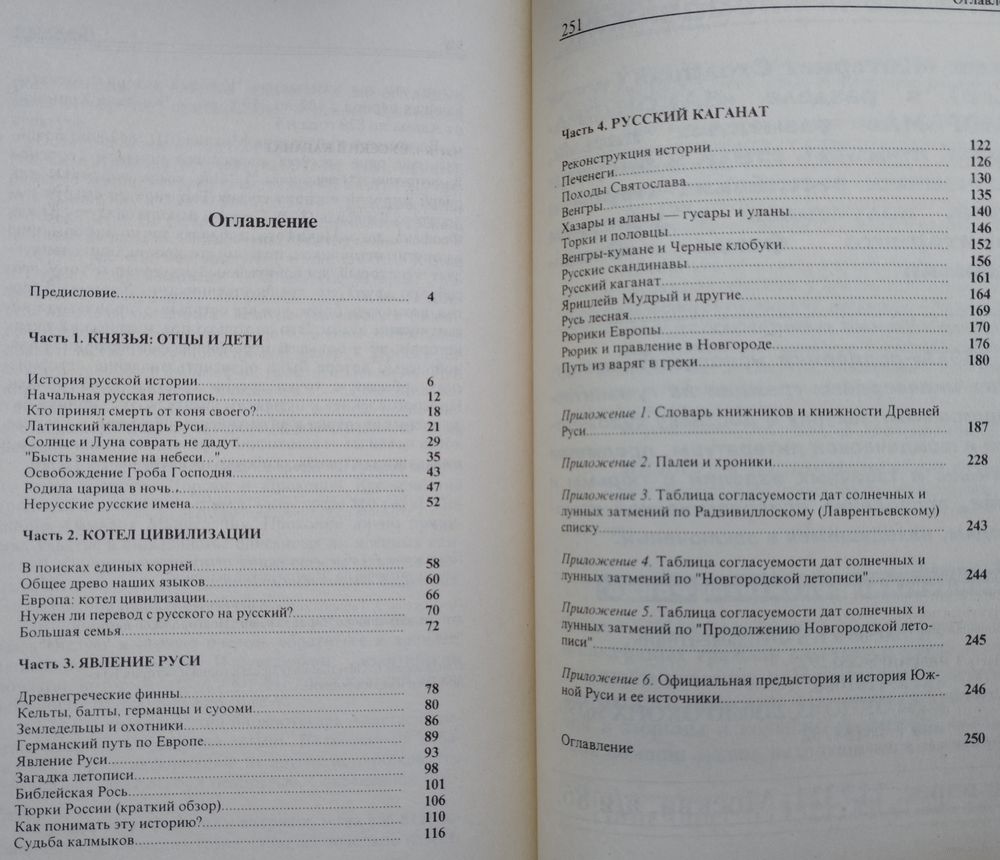 Оглавление
Предисловие 4
Часть 1. КНЯЗЬЯ: ОТЦЫ И ДЕТИ
История русской истории 6
Начальная русская летопись 12
Кто принял смерть от коня своего? 18
Латинский календарь Руси 21
Солнце и Луна соврать не дадут 29
"Бысть знамение на небеси..." 35
Освобождение Гроба Господня 43
Родила царица в ночь 47
Нерусские русские имена 52
Часть 2. КОТЕЛ ЦИВИЛИЗАЦИИ
В поисках единых корней 58
Общее древо наших языков 60
Европа: котел цивилизации 66
Нужен ли перевод с русского на русский? 70
Большая семья 72
Часть 3. ЯВЛЕНИЕ РУСИ
Древнегреческие финны 78
Кельты, балты, германцы и суоми 80
Земледельцы и охотники 86
Германский путь по Европе 89
Явление Руси 93
Загадка летописи 98
Библейская Рось 101
Тюрки России (краткий обзор) 106
Как понимать эту историю? 110
Судьба калмыков 116
251
Часть 4. РУССКИЙ КАГАНАТ
Реконструкция истории 122
Печенеги 126
Походы Святослава 130
Венгры 135
Хазары и аланы — гусары и уланы 140
Торки и половцы 146
Венгры-кумане и Черные клобуки 152
Русские скандинавы 156
Русский каганат 161
Ярицлейв Мудрый и другие 164
Русь лесная 169
Рюрики Европы 170
Рюрик и правление в Новгороде 176
Путь из варяг в греки 180
Приложение 1. Словарь книжников и книжности Древней
Руси 187
Приложение 2. Палеи и хроники 228
Приложение 3. Таблица согласуемости дат солнечных и
лунных затмений по Радзивиллоскому (Лаврентьевскому)
списку 243
Приложение 4. Таблица согласуемости дат солнечных и
лунных затмений по "Новгородской летописи" 244
Приложение 5. Таблица согласуемости дат солнечных и
лунных затмений по "Продолжению Новгородской лето-
писи" 245
Приложение 6. Официальная предыстория и история Юж-
ной Руси и ее источники 246
Оглавление 250